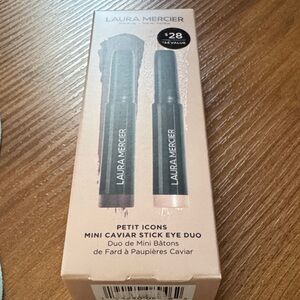 LAURA MERCIER
$28
VALUE
LAURA MERCIER
LAURA MERCIER
PETIT ICONS
MINI CAVIAR STICK EYE DUO
Duo de Mini Bâtons
de Fard à Paupières Caviar